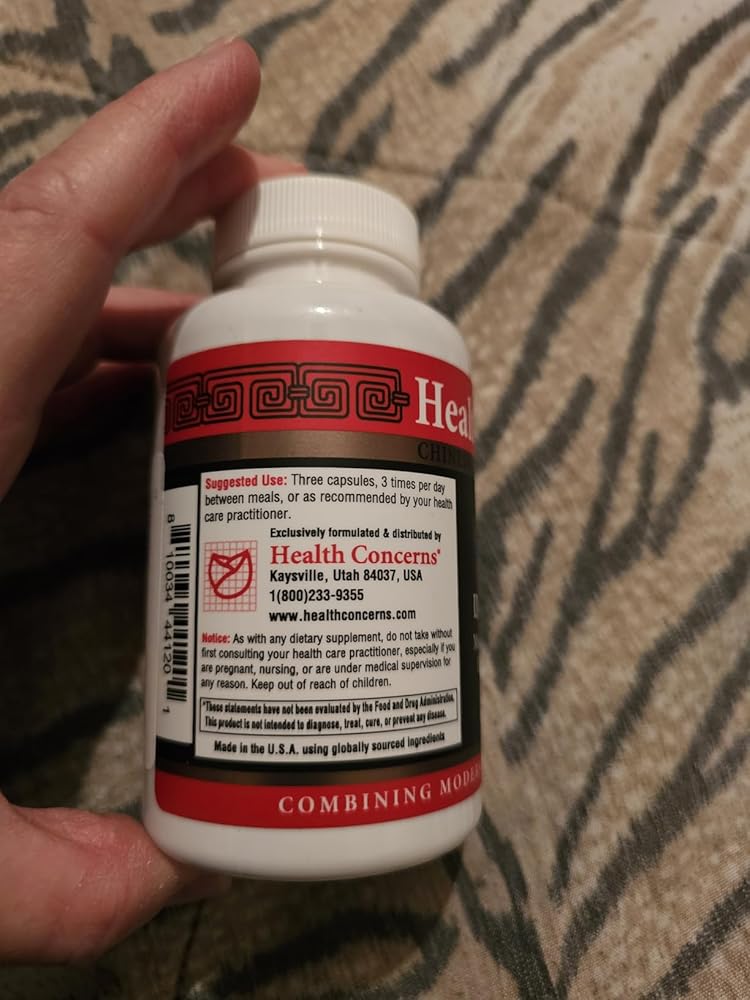 Heal
CHIN
Suggested Use: Three capsules, 3 times per day
between meals, or as recommended by your health
care practitioner.
Exclusively formulated & distributed by
Health Concerns®
Kaysville, Utah 84037, USA
1(800)233-9355
www.healthconcerns.com
Notice: As with any dietary supplement, do not take without
first consulting your health care practitioner, especially if you
are pregnant, nursing, or are under medical supervision for
any reason. Keep out of reach of children.
*These statements have not been evaluated by the Food and Drug Administration.
This product is not intended to diagnose, treat, cure, or prevent any disease.
Made in the U.S.A. using globally sourced ingredients
COMBINING MODE
8 10034 44120 1